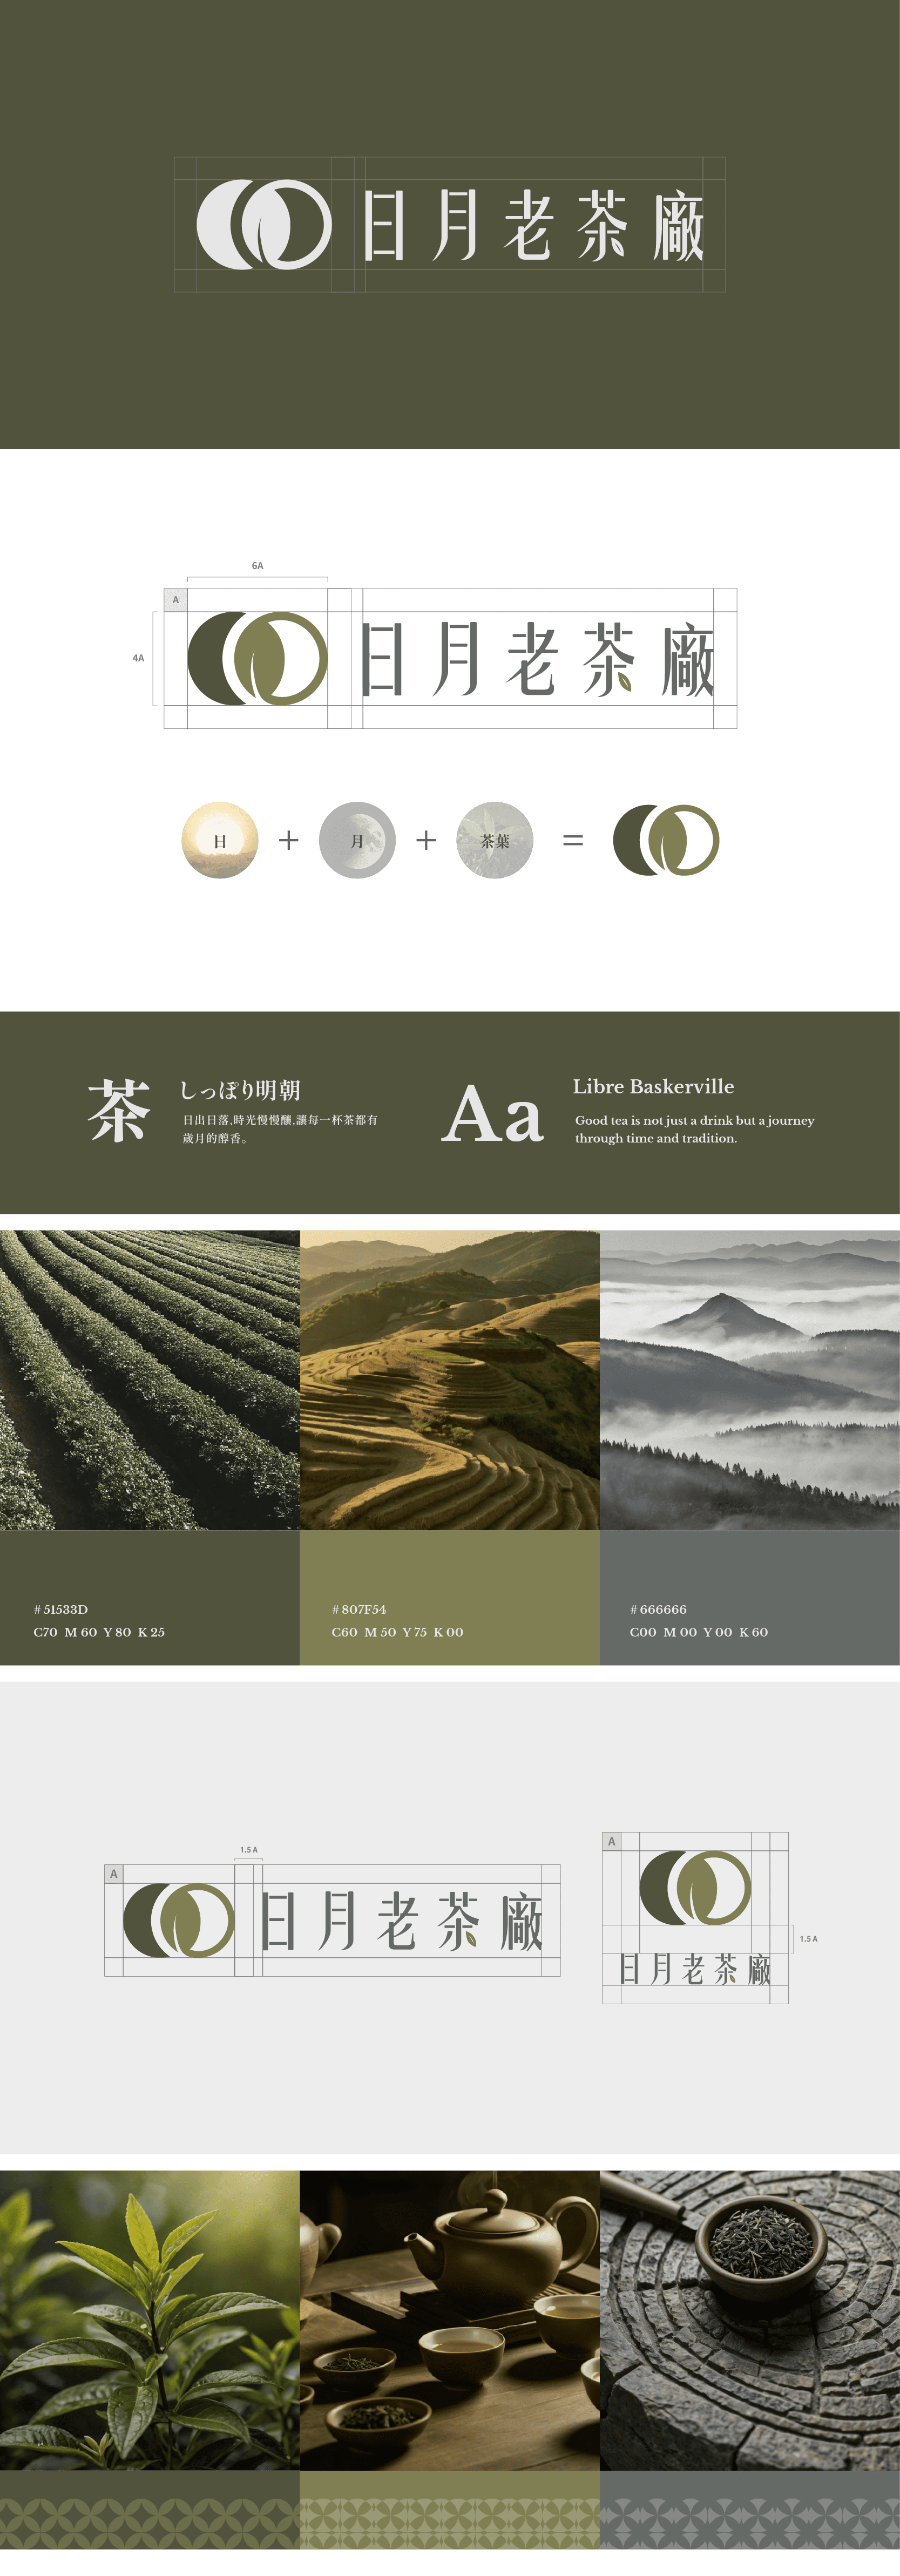 日月老茶廠
6A
A
4A
日月老茶廠
日 + 月 + 茶葉 =
茶
しっぽり明朝
日出日落,時光慢慢釀,讓每一杯茶都有
歲月的醇香。
Aa
Libre Baskerville
Good tea is not just a drink but a journey
through time and tradition.
# 51533D
C70 M 60 Y 80 K 25
# 807F54
C60 M 50 Y 75 K 00
# 666666
C00 M 00 Y 00 K 60
1.5 A
A
日月老茶廠
A
1.5 A
日月老茶廠